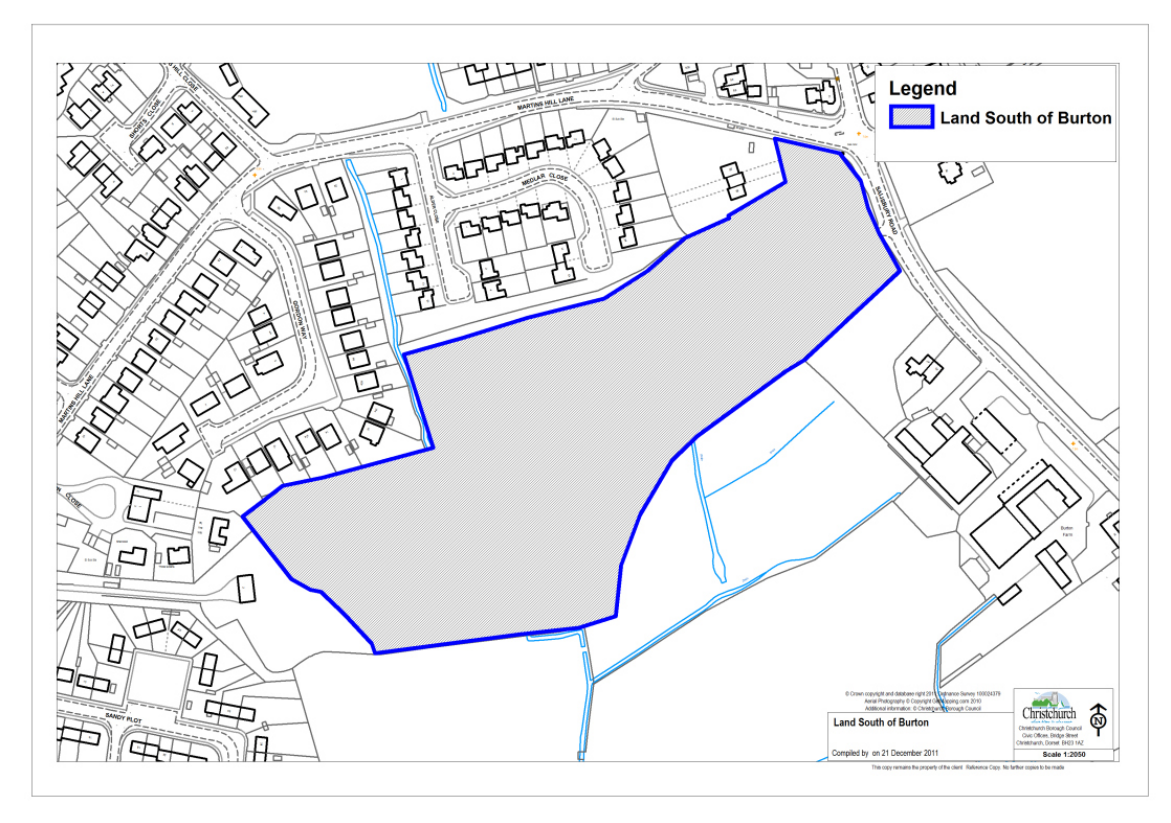 Legend
Land South of Burton
MARTINS HILL LANE
MEDLAR CLOSE
SALISBURY ROAD
GORDON WAY
MARTINS HILL LANE
CLOSE
Burton
Farm
SANDY PLOT
© Crown copyright and database right 2011 Ordnance Survey 100024379
Aerial Photography © Copyright GeoMapping.com 2010
Additional information: © Christchurch Borough Council
Land South of Burton
Compiled by on 21 December 2011
Christchurch
Christchurch Borough Council
Civic Offices, Bridge Street
Christchurch, Dorset. BH23 1AZ
N
Scale 1:2050
This copy remains the property of the client. Reference Copy. No further copies to be made